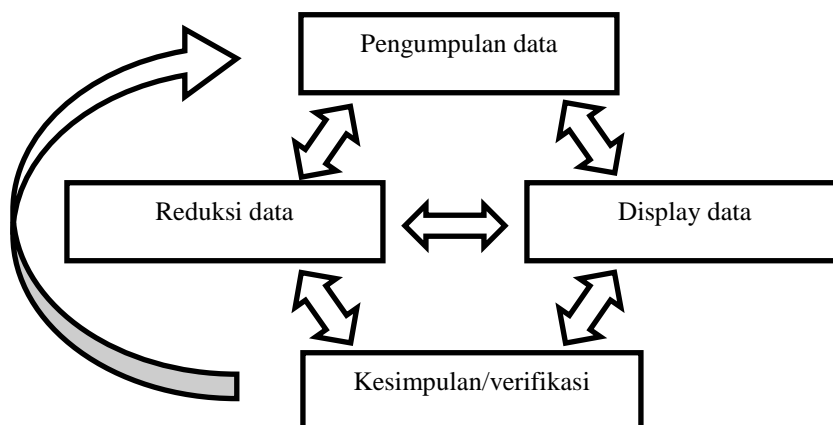 Pengumpulan data
Reduksi data
Display data
Kesimpulan/verifikasi